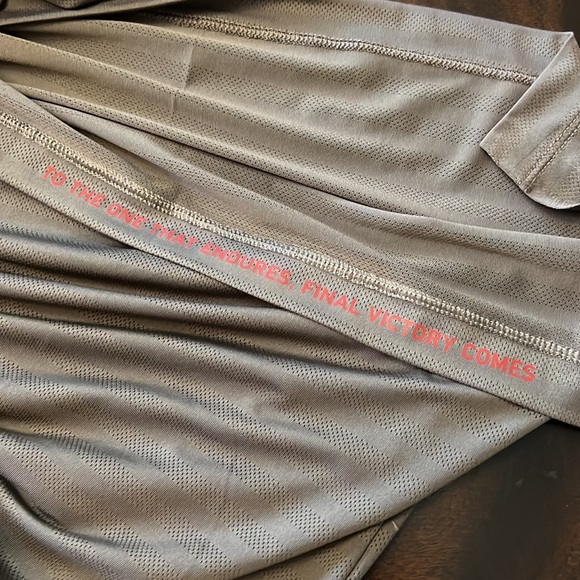 TO THE ONE THAT ENDURES, FINAL VICTORY COMES